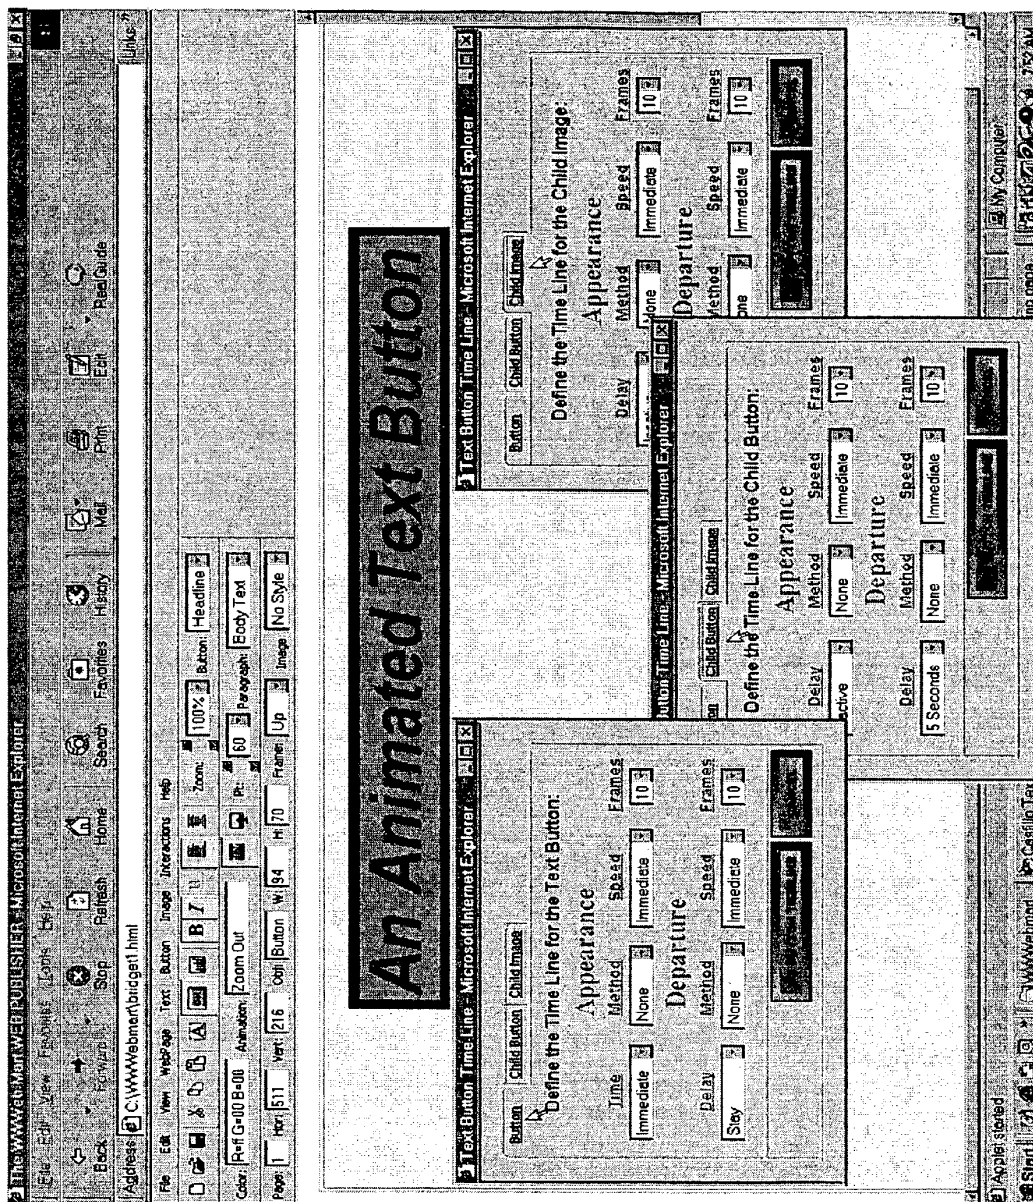 The WWWebMart WEB PUBLISHER - Microsoft Internet Explorer
File Edit View Favorites Tools Help
Back Forward Stop Refresh Home Search Favorites History Mail Print Edit RealGuide
Address C:\WWWebmart\bridget1.html Links »
File Edit View WebPage Text Button Image Interactions Help
B I U Zoom: 100% Button: Headline
Color: R=ff G=00 B=00 Animation: Zoom Out Pt: 60 Paragraph: Body Text
Page: 1 Hor: 511 Vert: 216 Obj: Button W: 94 H: 70 Frame: Up Image: No Style
An Animated Text Button
Text Button Time Line - Microsoft Internet Explorer
Button Child Button Child Image
Define the Time Line for the Text Button:
Appearance
Time Method Speed Frames
Immediate None Immediate 10
Departure
Delay Method Speed Frames
Stay None Immediate 10
Button Time Line - Microsoft Internet Explorer
Child Button Child Image
Define the Time Line for the Child Button:
Appearance
Delay Method Speed Frames
None Immediate 10
Departure
Delay Method Speed Frames
5 Seconds None Immediate 10
Text Button Time Line - Microsoft Internet Explorer
Button Child Button Child Image
Define the Time Line for the Child Image:
Appearance
Delay Method Speed Frames
Immediate 10
Departure
Method Speed Frames
Immediate 10
Applet started My Computer
Start